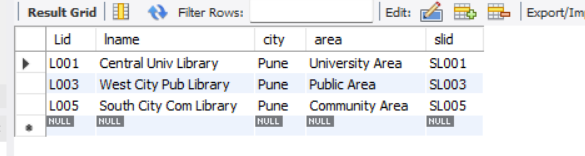 Result Grid Filter Rows: Edit: Export/Im
Lid lname city area slid
L001 Central Univ Library Pune University Area SL001
L003 West City Pub Library Pune Public Area SL003
L005 South City Com Library Pune Community Area SL005
NULL NULL NULL NULL NULL